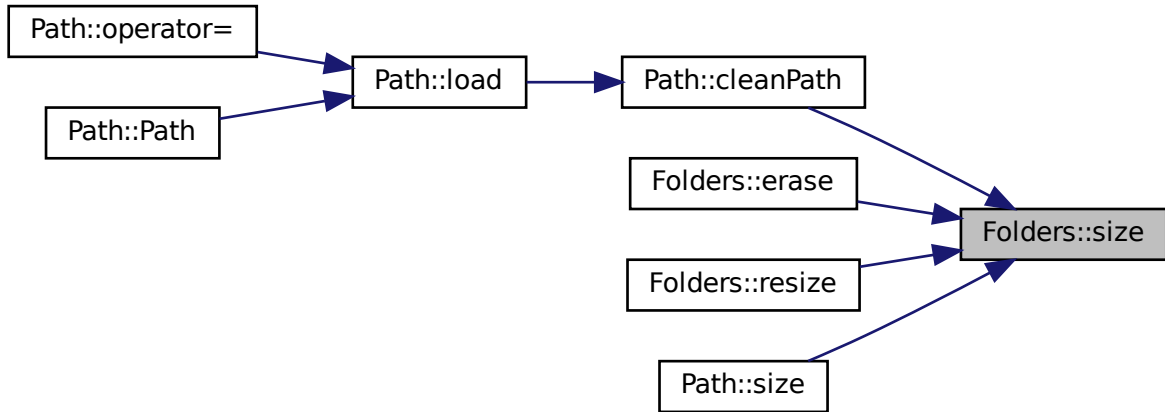 Path::operator=
Path::load
Path::cleanPath
Path::Path
Folders::erase
Folders::size
Folders::resize
Path::size